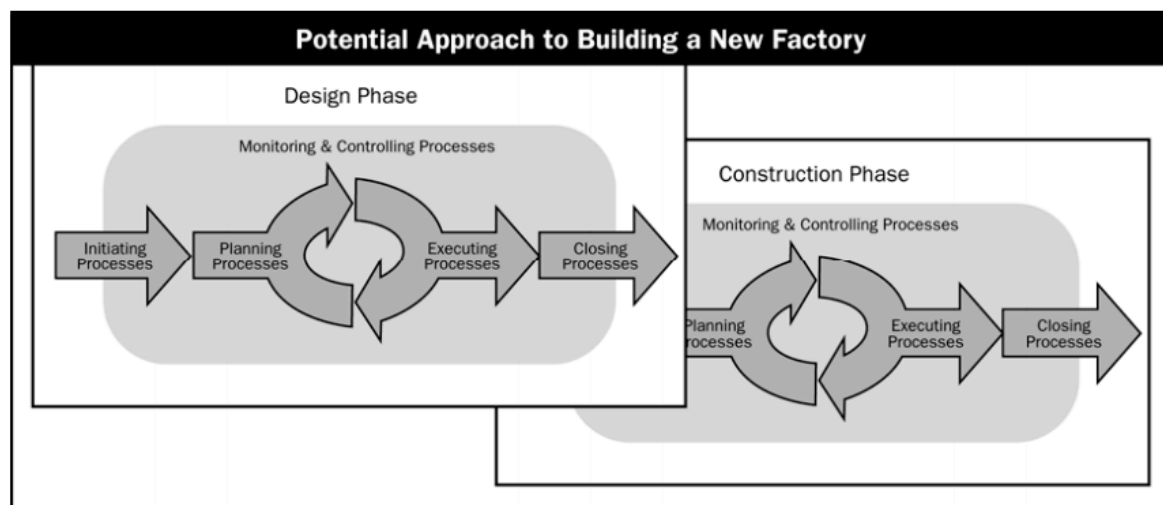 Potential Approach to Building a New Factory
Design Phase
Monitoring & Controlling Processes
Initiating
Processes
Planning
Processes
Executing
Processes
Closing
Processes
Construction Phase
Monitoring & Controlling Processes
Planning
rocesses
Executing
Processes
Closing
Processes